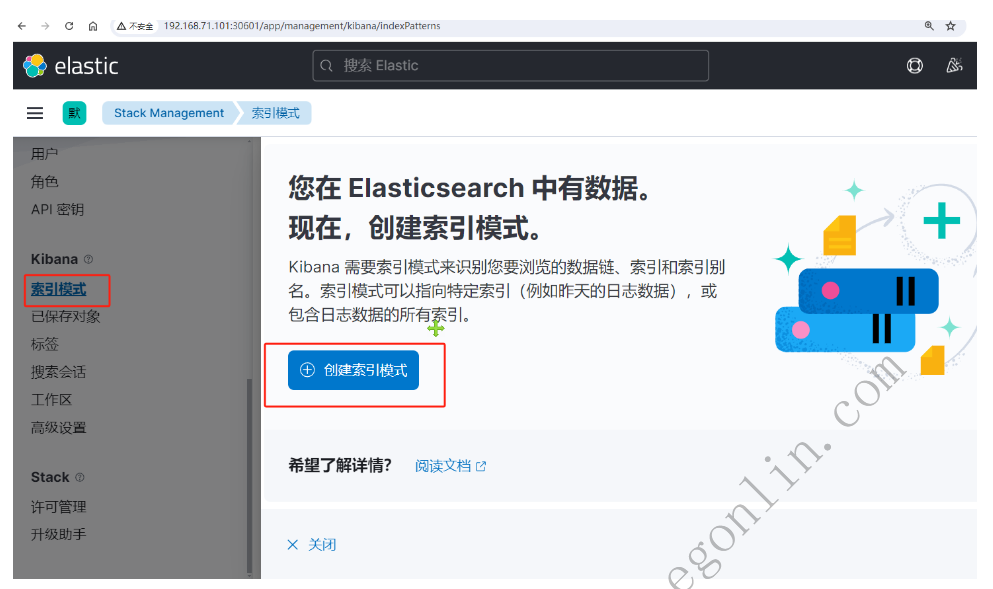 不安全 192.168.71.101:30601/app/management/kibana/indexPatterns
elastic
搜索 Elastic
默 Stack Management 索引模式
用户
角色
API 密钥
Kibana
索引模式
已保存对象
标签
搜索会话
工作区
高级设置
Stack
许可管理
升级助手
您在 Elasticsearch 中有数据。
现在，创建索引模式。
Kibana 需要索引模式来识别您要浏览的数据链、索引和索引别
名。索引模式可以指向特定索引（例如昨天的日志数据），或
包含日志数据的所有索引。
创建索引模式
希望了解详情? 阅读文档
关闭
egonlin.com